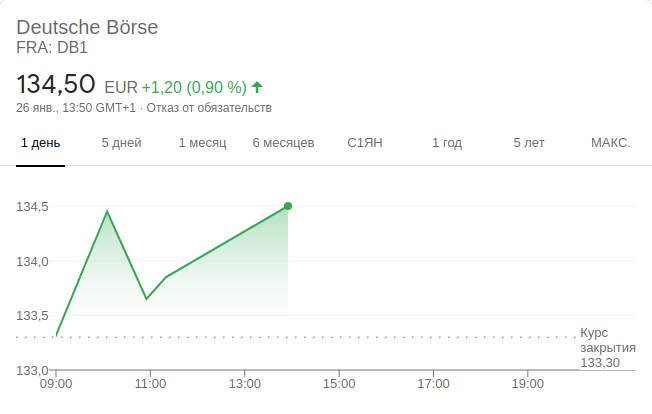 Deutsche Börse
FRA: DB1
134,50 EUR +1,20 (0,90 %)
26 янв., 13:50 GMT+1 · Отказ от обязательств
1 день 5 дней 1 месяц 6 месяцев С1ЯН 1 год 5 лет МАКС.
134,5
134,0
133,5
Курс
закрытия
133,30
133,0
09:00 11:00 13:00 15:00 17:00 19:00